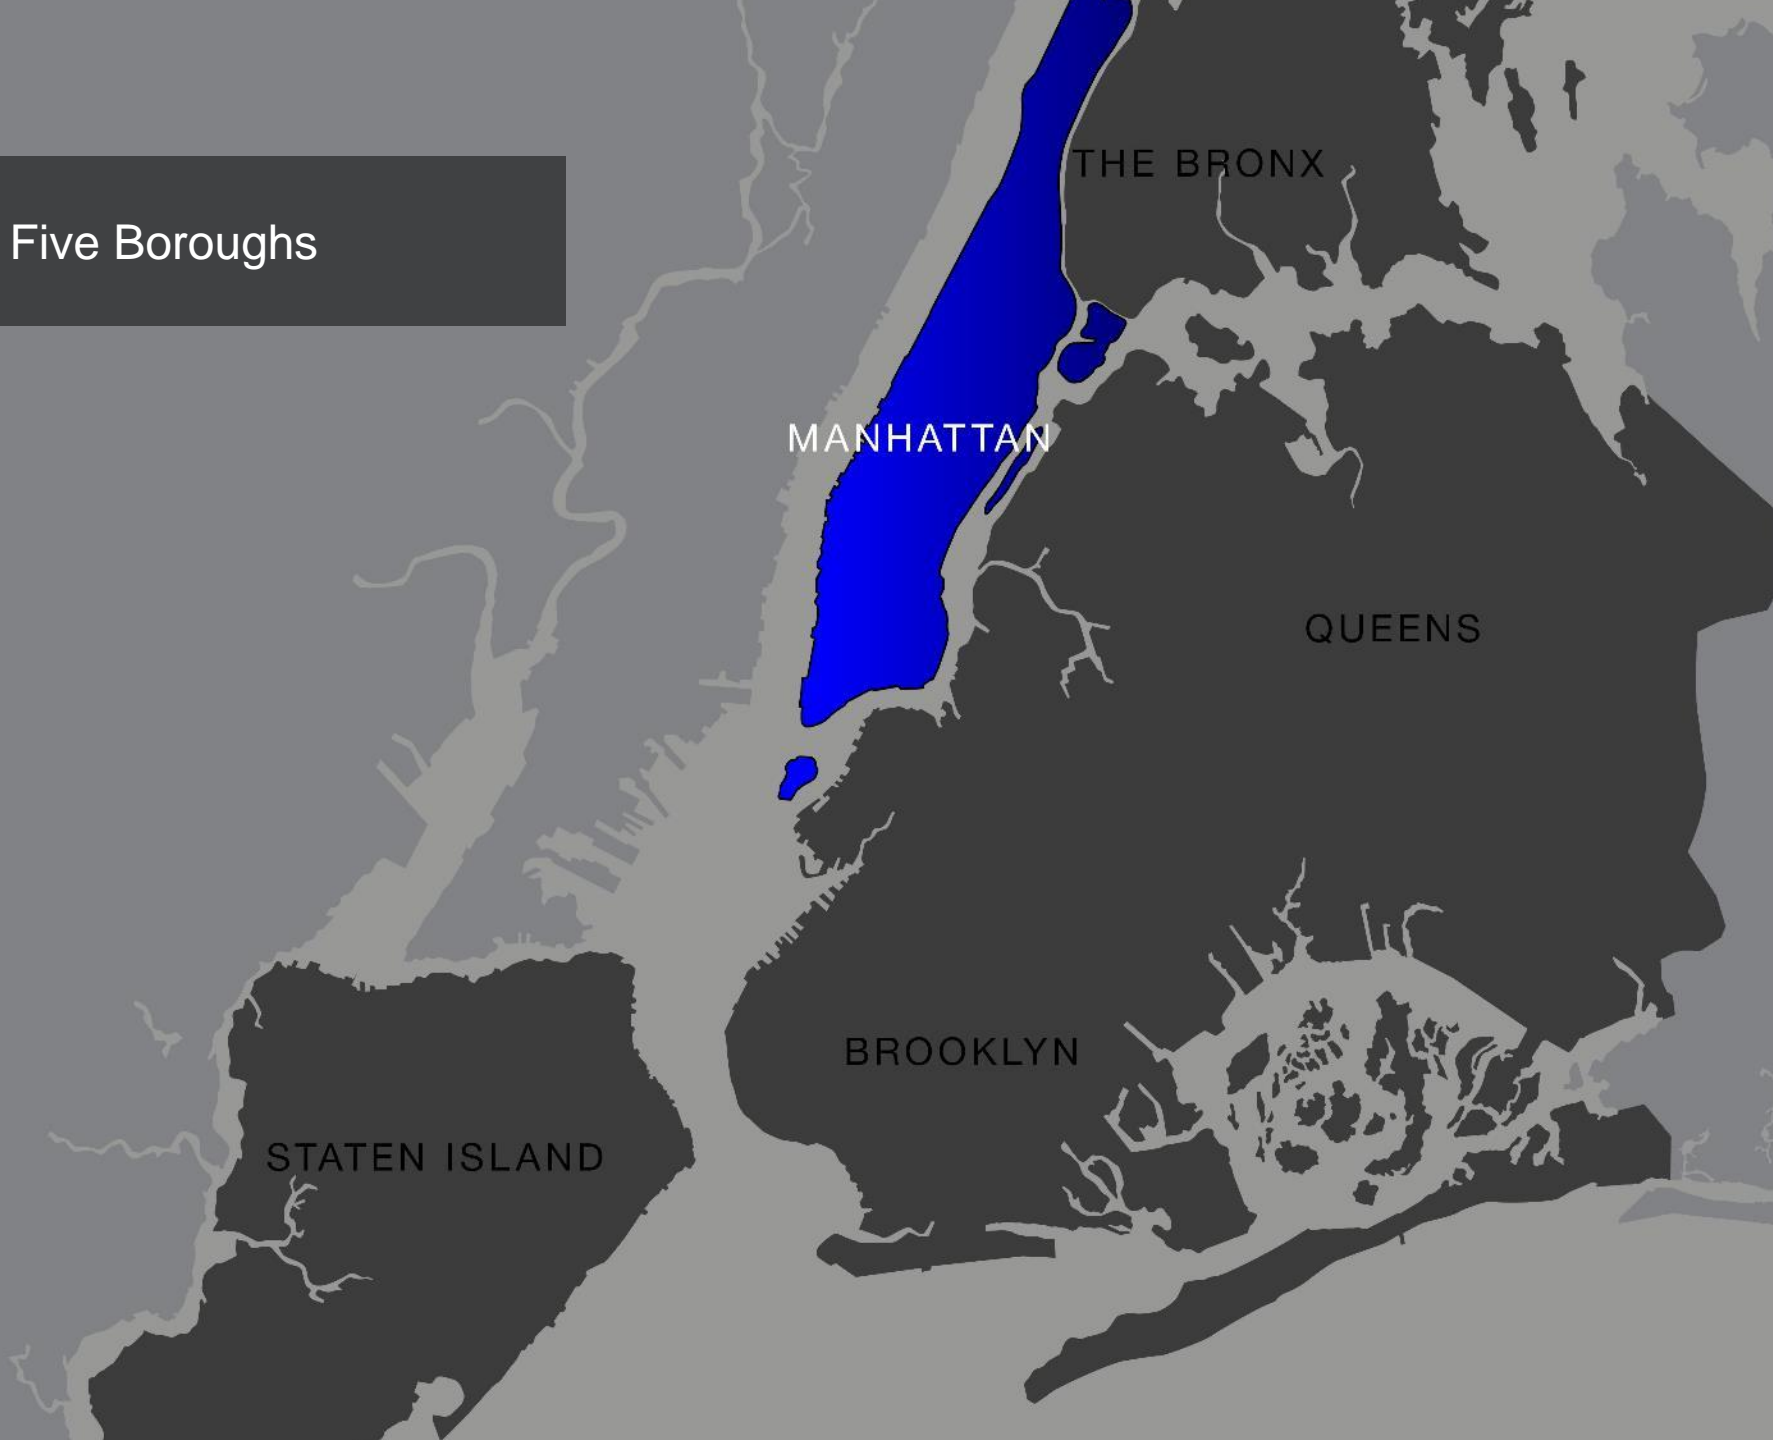 THE BRONX
Five Boroughs
MANHATTAN
QUEENS
BROOKLYN
STATEN ISLAND